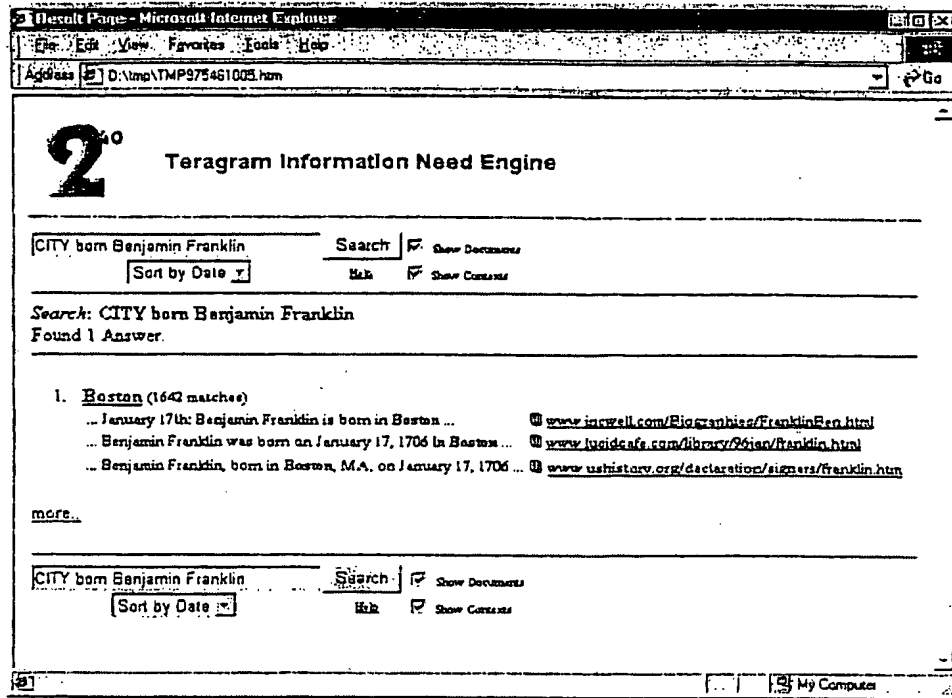 Result Page - Microsoft Internet Explorer
File Edit View Favorites Tools Help
Address D:\tmp\TMP975461005.htm Go
2
Teragram Information Need Engine
CITY born Benjamin Franklin Search Show Documents
Sort by Date Help Show Contexts
Search: CITY born Benjamin Franklin
Found 1 Answer.
1. Boston (1642 matches)
... January 17th: Benjamin Franklin is born in Boston ... www.incwell.com/Biographies/FranklinBen.html
... Benjamin Franklin was born on January 17, 1706 in Boston ... www.lucidcafe.com/library/96jan/franklin.html
... Benjamin Franklin, born in Boston, M.A. on January 17, 1706 ... www.ushistory.org/declaration/signers/franklin.htm
more..
CITY born Benjamin Franklin Search Show Documents
Sort by Date Help Show Contexts
My Computer